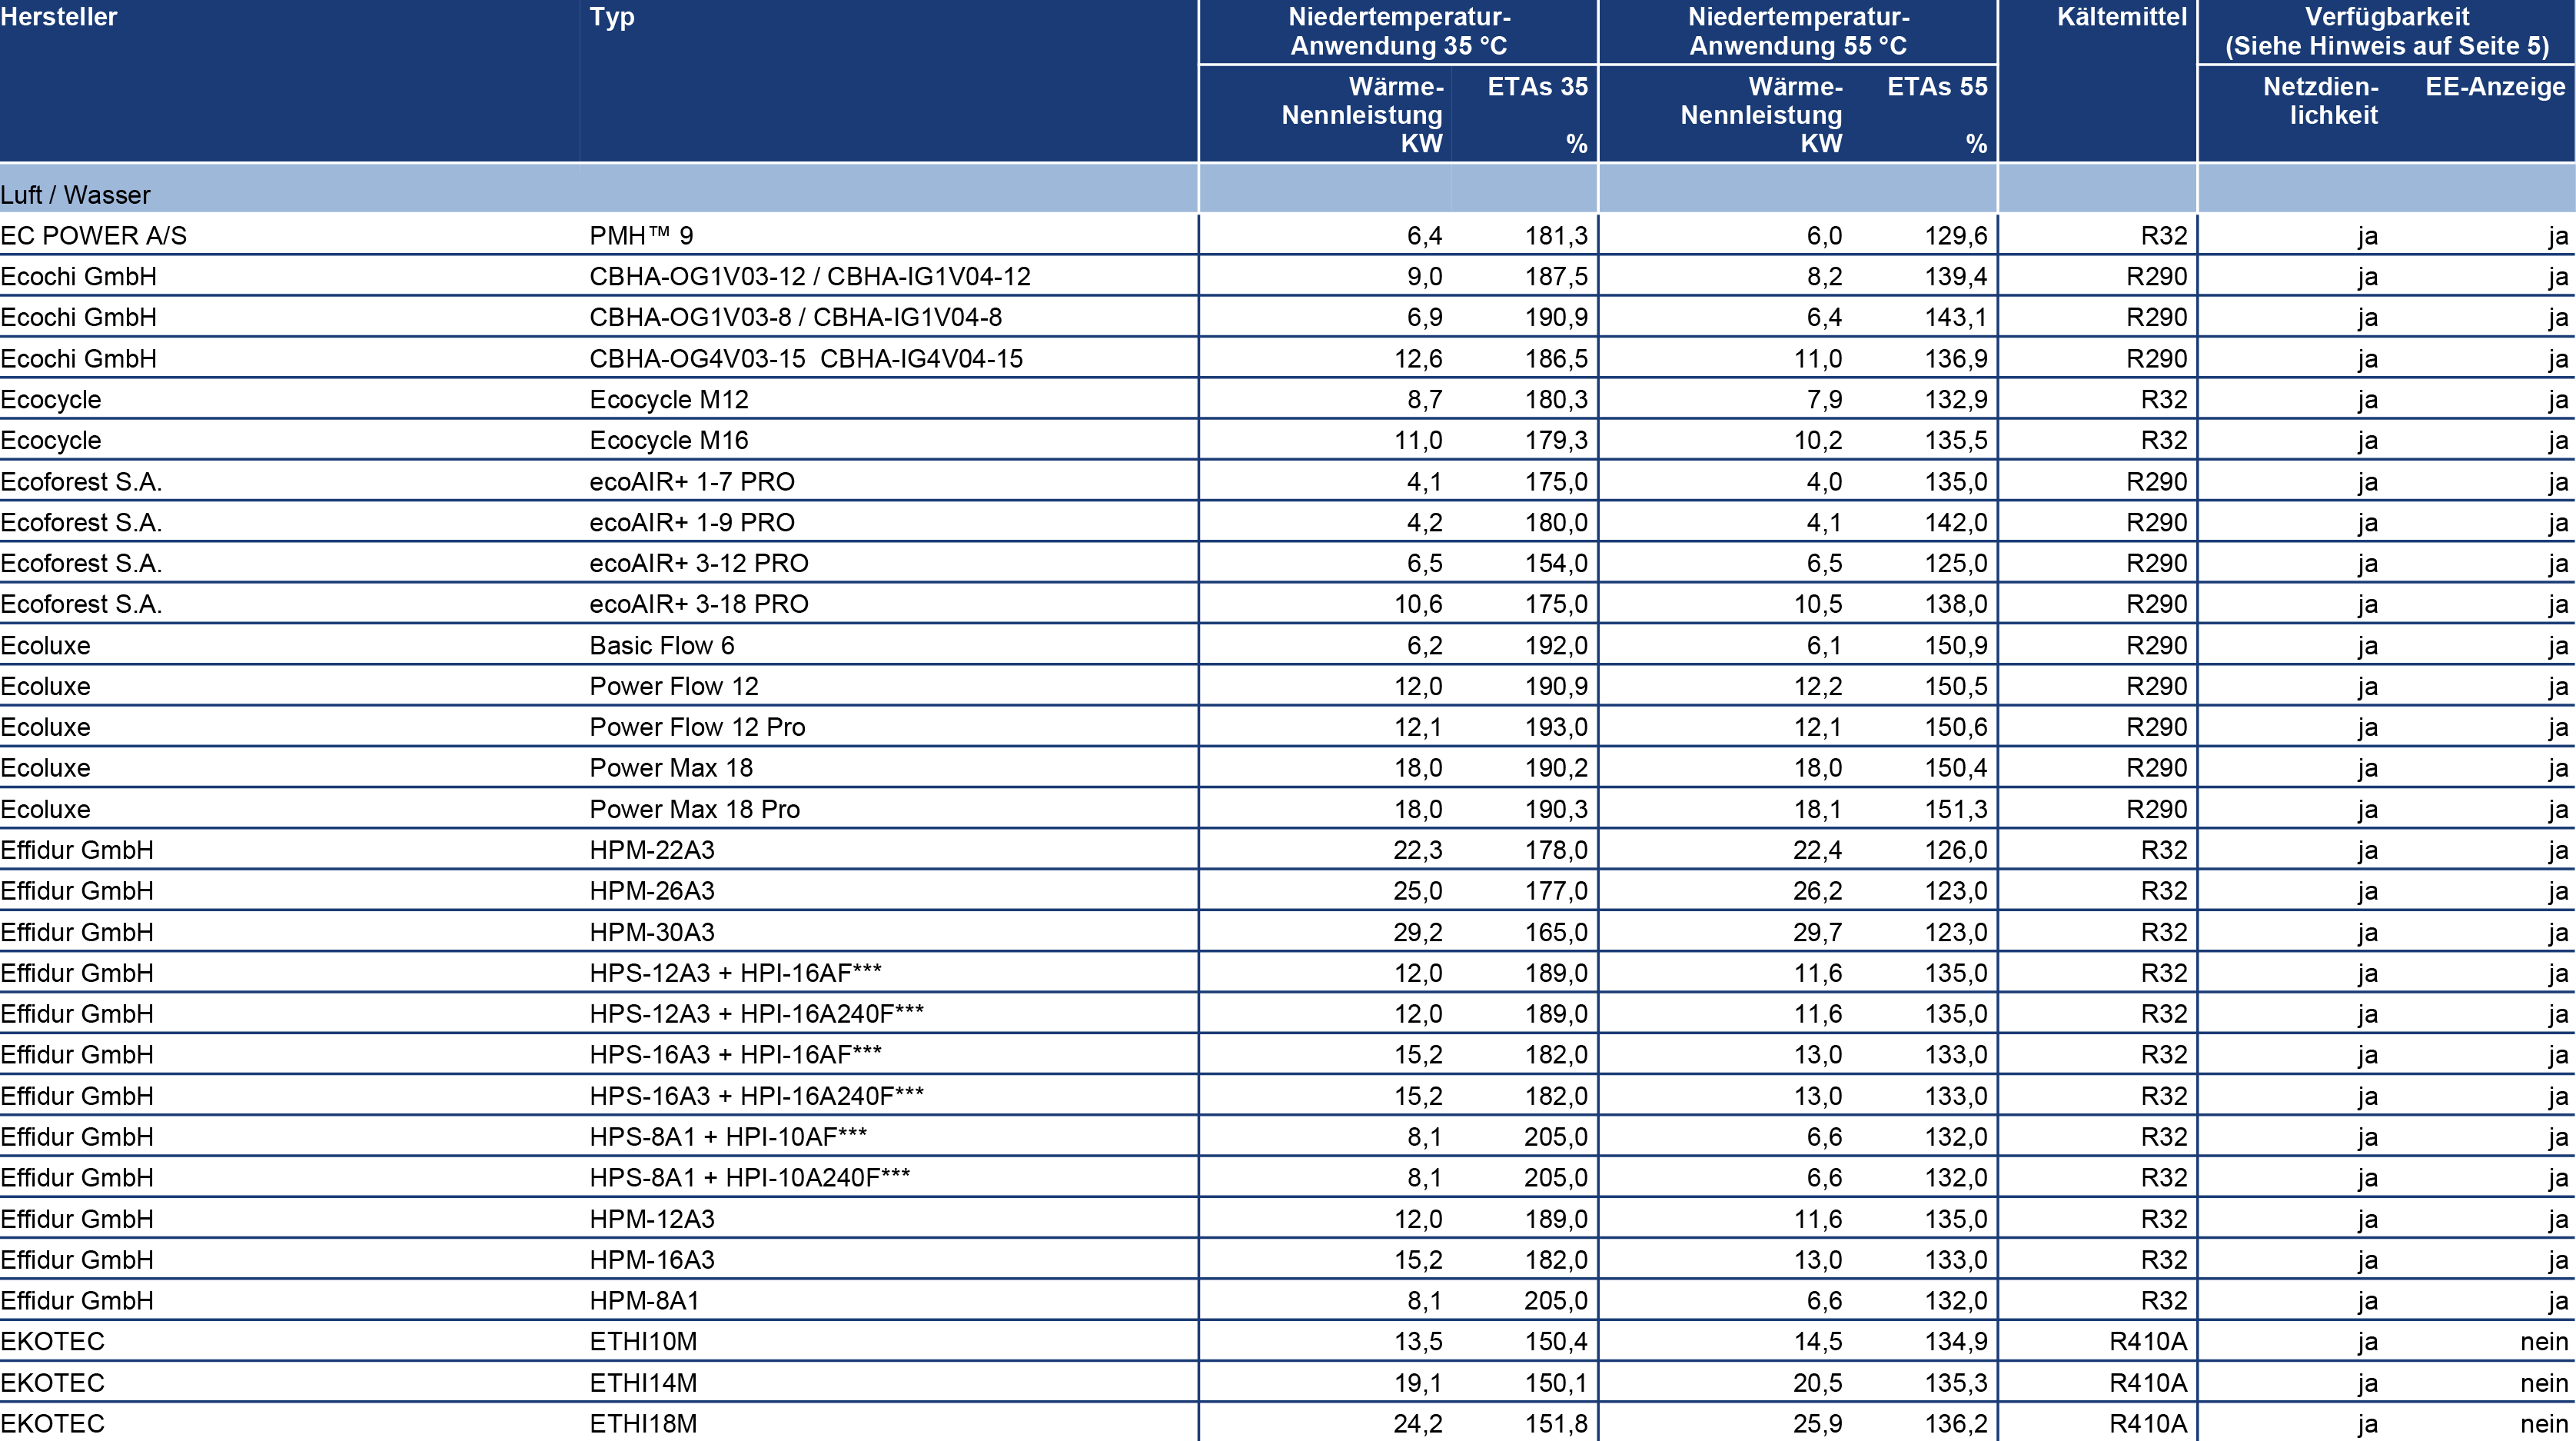 Hersteller Typ Niedertemperatur- Niedertemperatur- Kältemittel Verfügbarkeit
Anwendung 35 °C Anwendung 55 °C (Siehe Hinweis auf Seite 5)
Wärme- ETAs 35 Wärme- ETAs 55 Netzdien- EE-Anzeige
Nennleistung Nennleistung lichkeit
KW % KW %
Luft / Wasser
EC POWER A/S PMH™ 9 6,4 181,3 6,0 129,6 R32 ja ja
Ecochi GmbH CBHA-OG1V03-12 / CBHA-IG1V04-12 9,0 187,5 8,2 139,4 R290 ja ja
Ecochi GmbH CBHA-OG1V03-8 / CBHA-IG1V04-8 6,9 190,9 6,4 143,1 R290 ja ja
Ecochi GmbH CBHA-OG4V03-15  CBHA-IG4V04-15 12,6 186,5 11,0 136,9 R290 ja ja
Ecocycle Ecocycle M12 8,7 180,3 7,9 132,9 R32 ja ja
Ecocycle Ecocycle M16 11,0 179,3 10,2 135,5 R32 ja ja
Ecoforest S.A. ecoAIR+ 1-7 PRO 4,1 175,0 4,0 135,0 R290 ja ja
Ecoforest S.A. ecoAIR+ 1-9 PRO 4,2 180,0 4,1 142,0 R290 ja ja
Ecoforest S.A. ecoAIR+ 3-12 PRO 6,5 154,0 6,5 125,0 R290 ja ja
Ecoforest S.A. ecoAIR+ 3-18 PRO 10,6 175,0 10,5 138,0 R290 ja ja
Ecoluxe Basic Flow 6 6,2 192,0 6,1 150,9 R290 ja ja
Ecoluxe Power Flow 12 12,0 190,9 12,2 150,5 R290 ja ja
Ecoluxe Power Flow 12 Pro 12,1 193,0 12,1 150,6 R290 ja ja
Ecoluxe Power Max 18 18,0 190,2 18,0 150,4 R290 ja ja
Ecoluxe Power Max 18 Pro 18,0 190,3 18,1 151,3 R290 ja ja
Effidur GmbH HPM-22A3 22,3 178,0 22,4 126,0 R32 ja ja
Effidur GmbH HPM-26A3 25,0 177,0 26,2 123,0 R32 ja ja
Effidur GmbH HPM-30A3 29,2 165,0 29,7 123,0 R32 ja ja
Effidur GmbH HPS-12A3 + HPI-16AF*** 12,0 189,0 11,6 135,0 R32 ja ja
Effidur GmbH HPS-12A3 + HPI-16A240F*** 12,0 189,0 11,6 135,0 R32 ja ja
Effidur GmbH HPS-16A3 + HPI-16AF*** 15,2 182,0 13,0 133,0 R32 ja ja
Effidur GmbH HPS-16A3 + HPI-16A240F*** 15,2 182,0 13,0 133,0 R32 ja ja
Effidur GmbH HPS-8A1 + HPI-10AF*** 8,1 205,0 6,6 132,0 R32 ja ja
Effidur GmbH HPS-8A1 + HPI-10A240F*** 8,1 205,0 6,6 132,0 R32 ja ja
Effidur GmbH HPM-12A3 12,0 189,0 11,6 135,0 R32 ja ja
Effidur GmbH HPM-16A3 15,2 182,0 13,0 133,0 R32 ja ja
Effidur GmbH HPM-8A1 8,1 205,0 6,6 132,0 R32 ja ja
EKOTEC ETHI10M 13,5 150,4 14,5 134,9 R410A ja nein
EKOTEC ETHI14M 19,1 150,1 20,5 135,3 R410A ja nein
EKOTEC ETHI18M 24,2 151,8 25,9 136,2 R410A ja nein